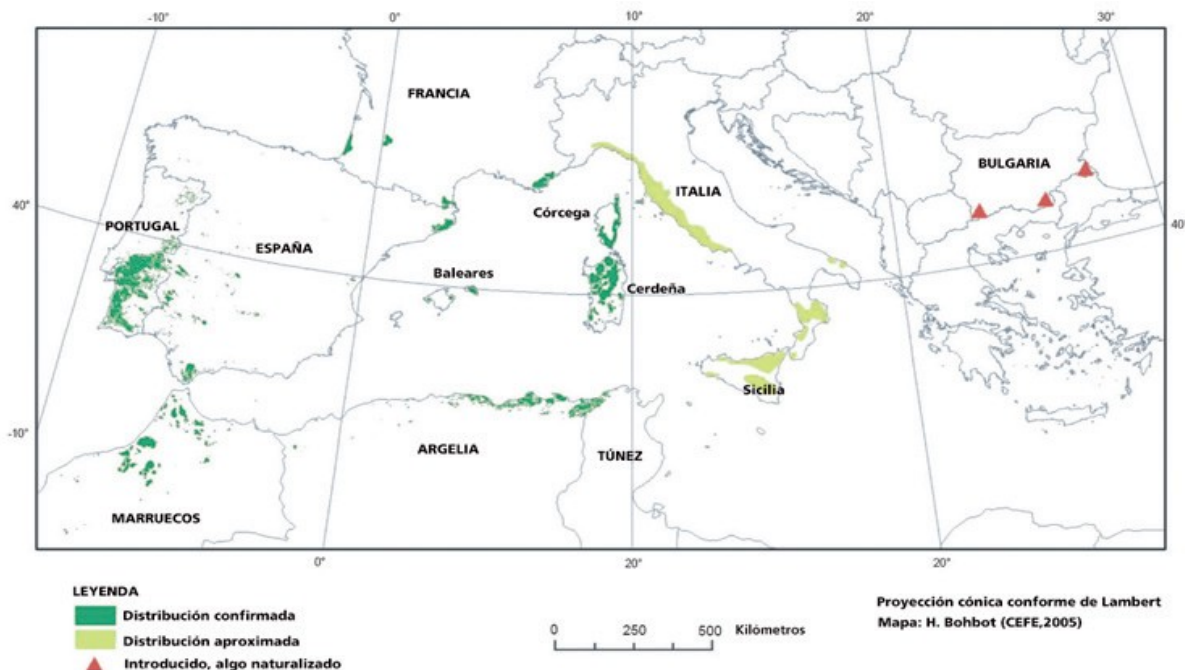 -10°
0°
10°
20°
30°
FRANCIA
BULGARIA
ITALIA
40°
Córcega
PORTUGAL
40°
ESPAÑA
Baleares
Cerdeña
Sicilia
-10°
ARGELIA
TÚNEZ
MARRUECOS
0°
20°
20°
LEYENDA
Distribución confirmada
Distribución aproximada
Introducido, algo naturalizado
0 250 500 Kilómetros
Proyección cónica conforme de Lambert
Mapa: H. Bohbot (CEFE,2005)